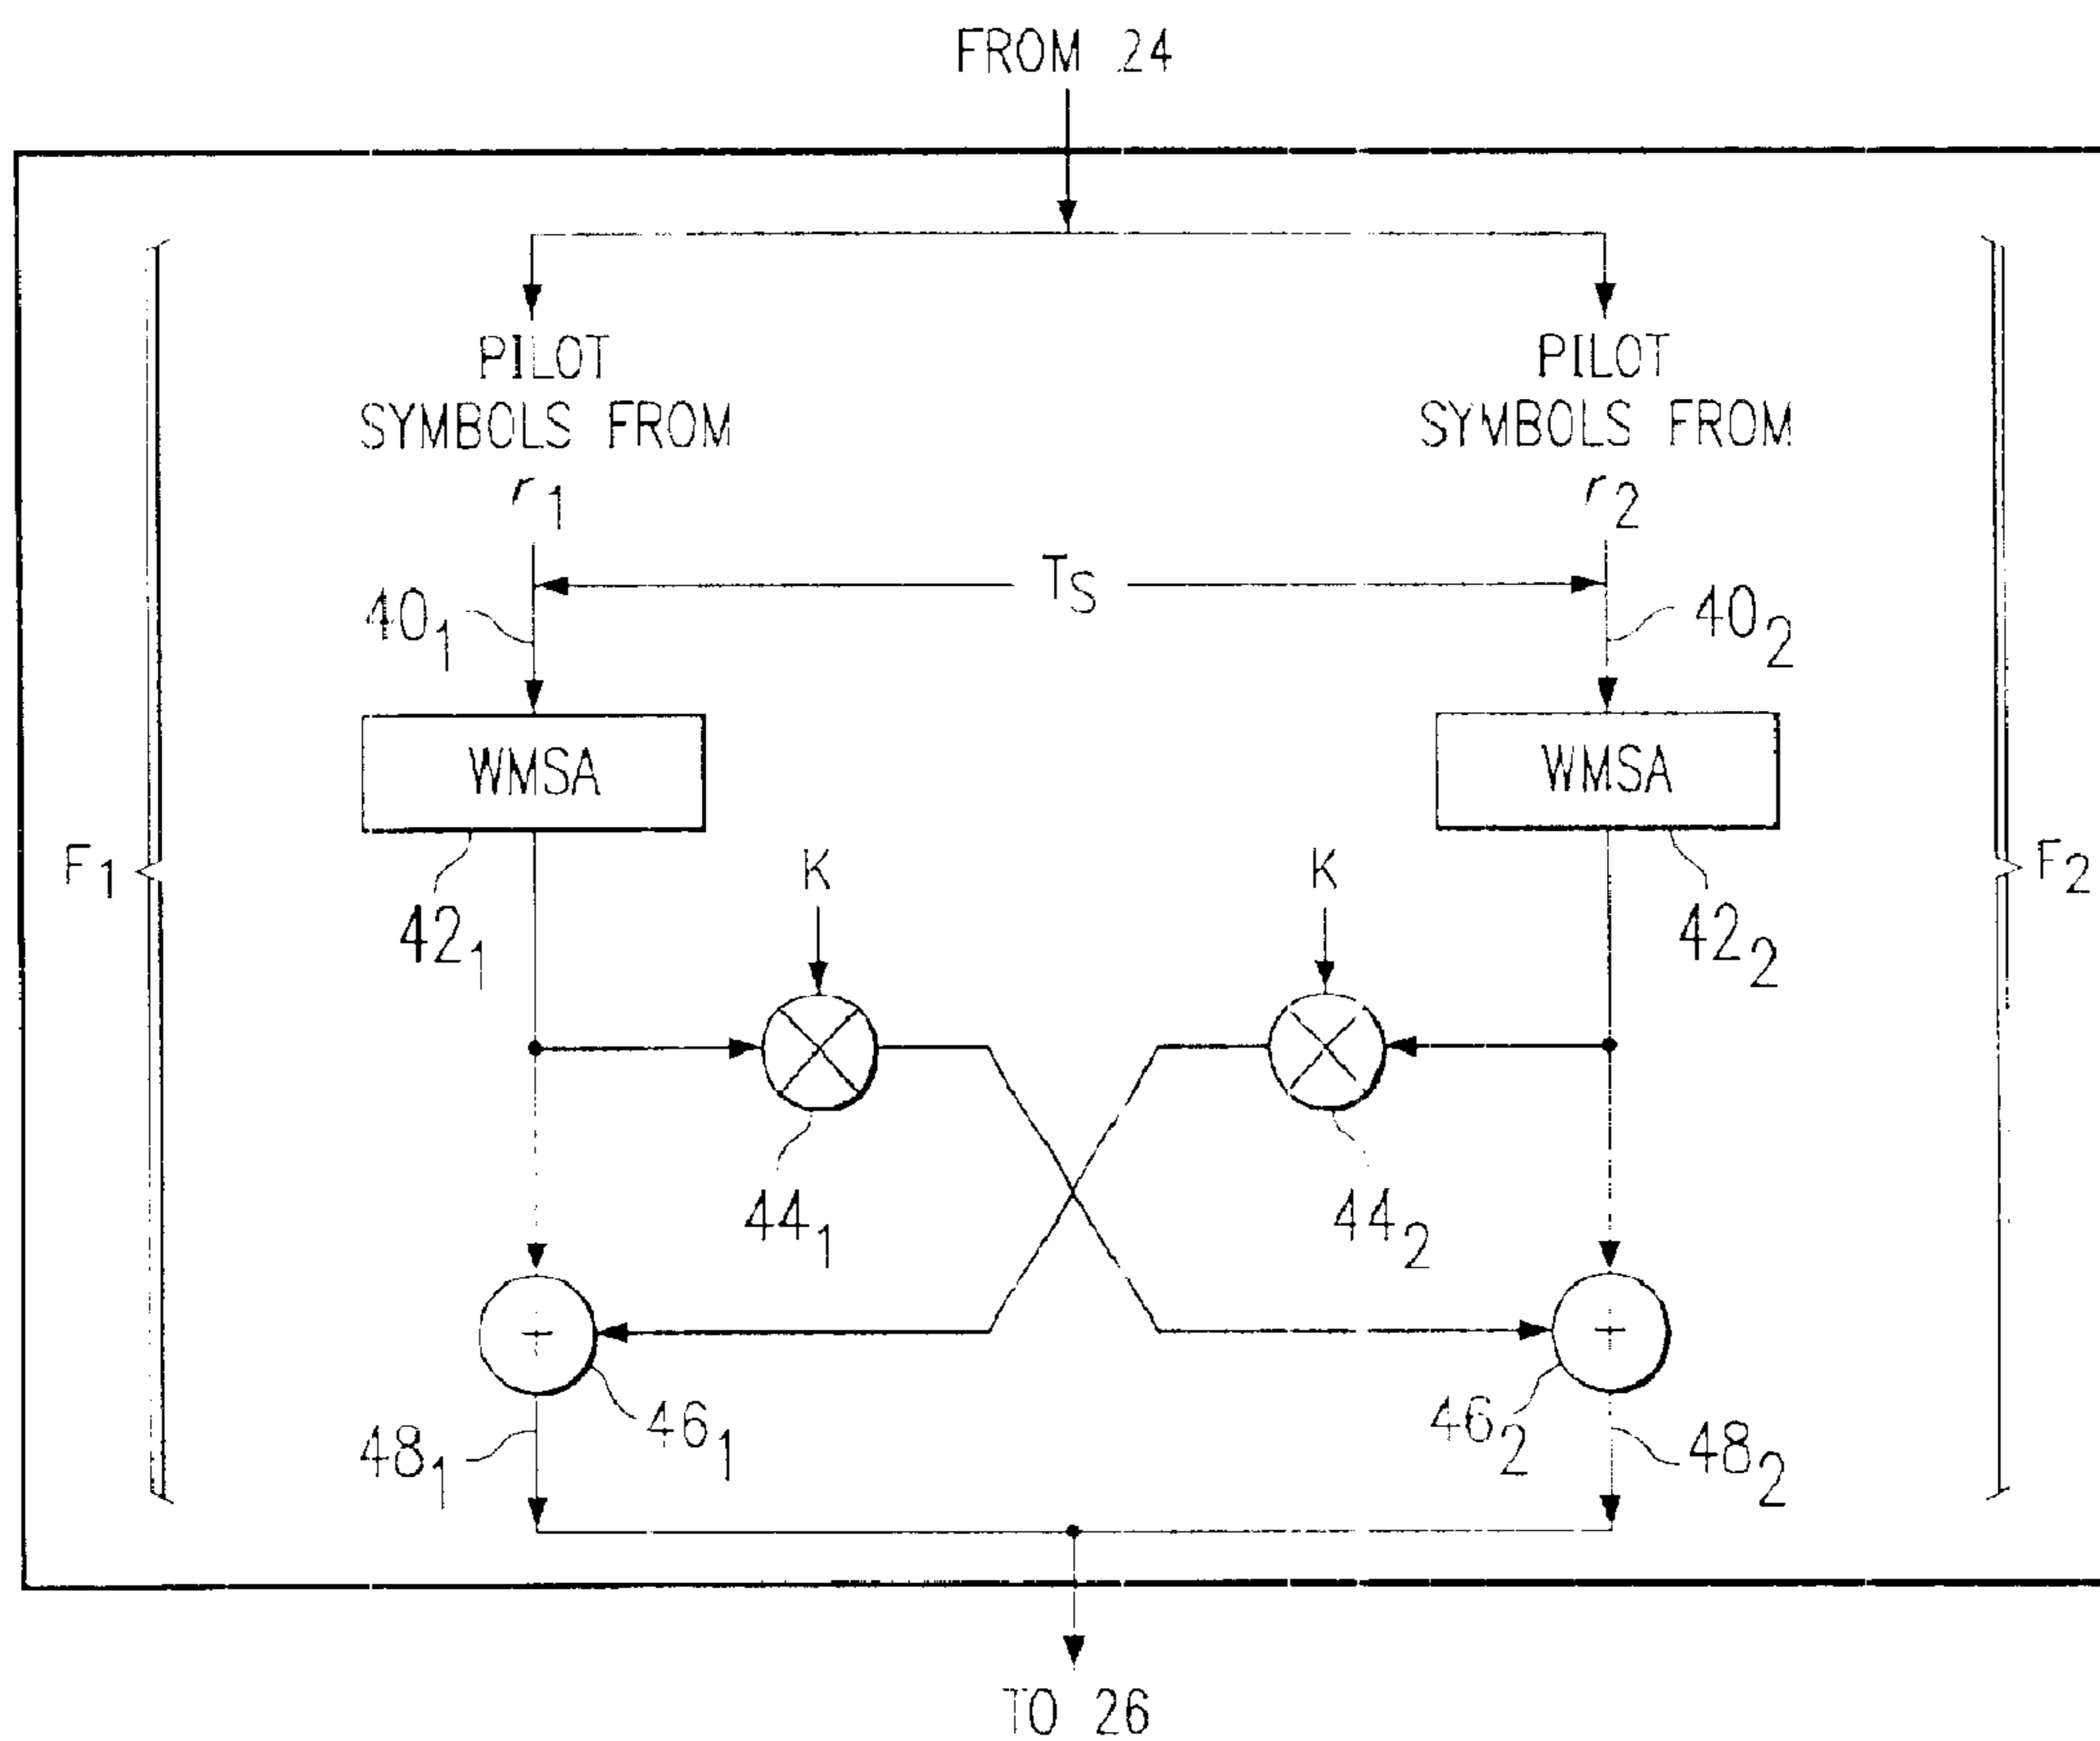 FROM 24
PILOT
SYMBOLS FROM
r1
PILOT
SYMBOLS FROM
r2
TS
401
402
WMSA
WMSA
F1
K
K
F2
421
422
441
442
461
462
481
482
TO 26